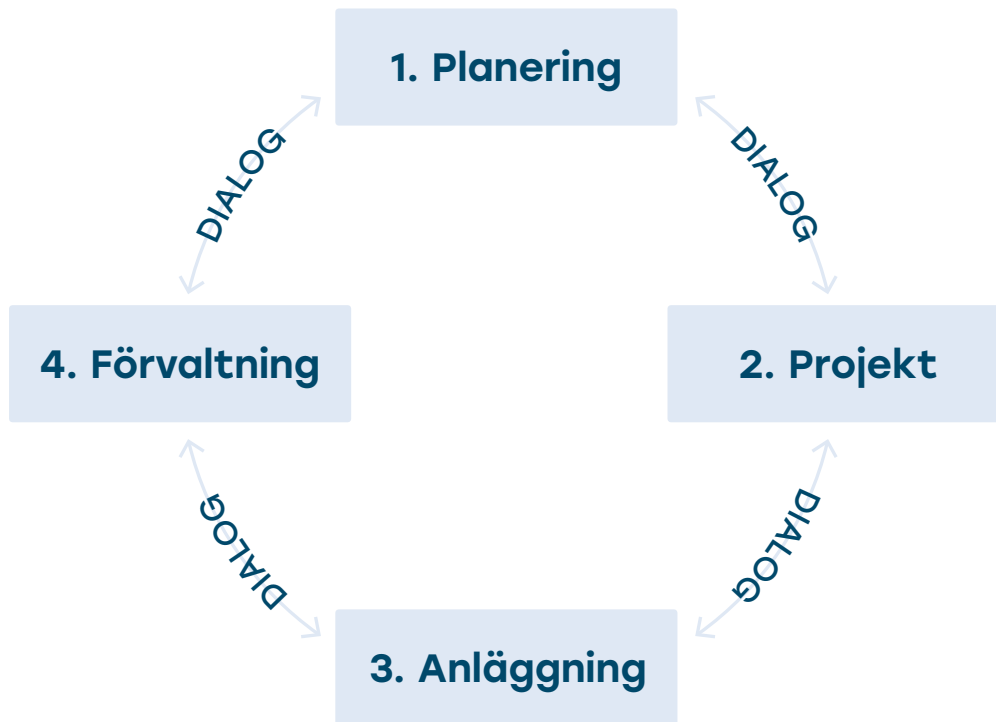 1. Planering
DIALOG
DIALOG
4. Förvaltning
2. Projekt
DIALOG
DIALOG
3. Anläggning